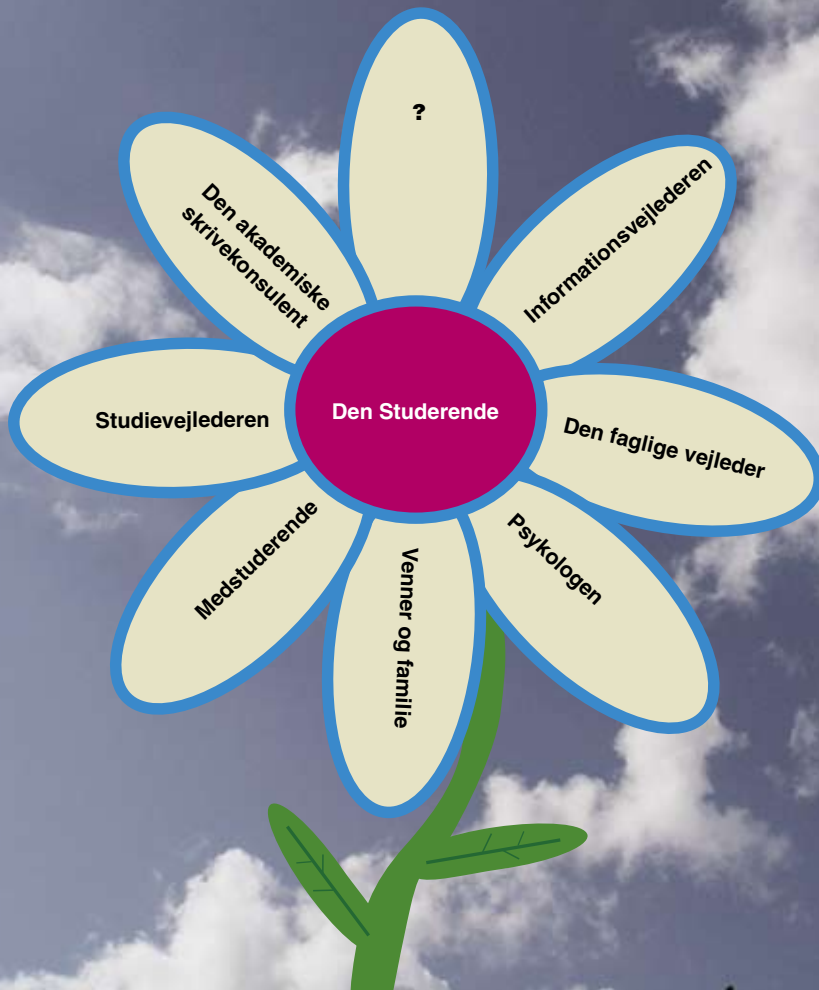 ?
Informationsvejlederen
Den faglige vejleder
Psykologen
Venner og familie
Medstuderende
Studievejlederen
Den akademiske
skrivekonsulent
Den Studerende